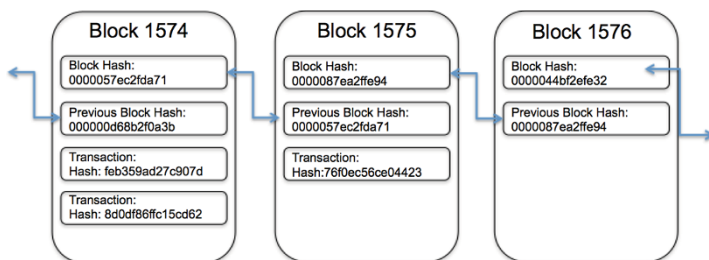 Block 1574
Block Hash:
0000057ec2fda71
Previous Block Hash:
000000d68b2f0a3b
Transaction:
Hash: feb359ad27c907d
Transaction:
Hash: 8d0df86ffc15cd62
Block 1575
Block Hash:
0000087ea2ffe94
Previous Block Hash:
0000057ec2fda71
Transaction:
Hash:76f0ec56ce04423
Block 1576
Block Hash:
0000044bf2efe32
Previous Block Hash:
0000087ea2ffe94